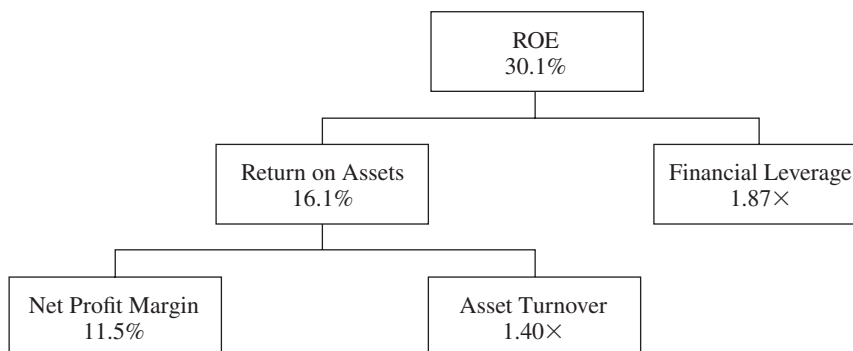 ROE
30.1%
Return on Assets
16.1%
Financial Leverage
1.87×
Net Profit Margin
11.5%
Asset Turnover
1.40×